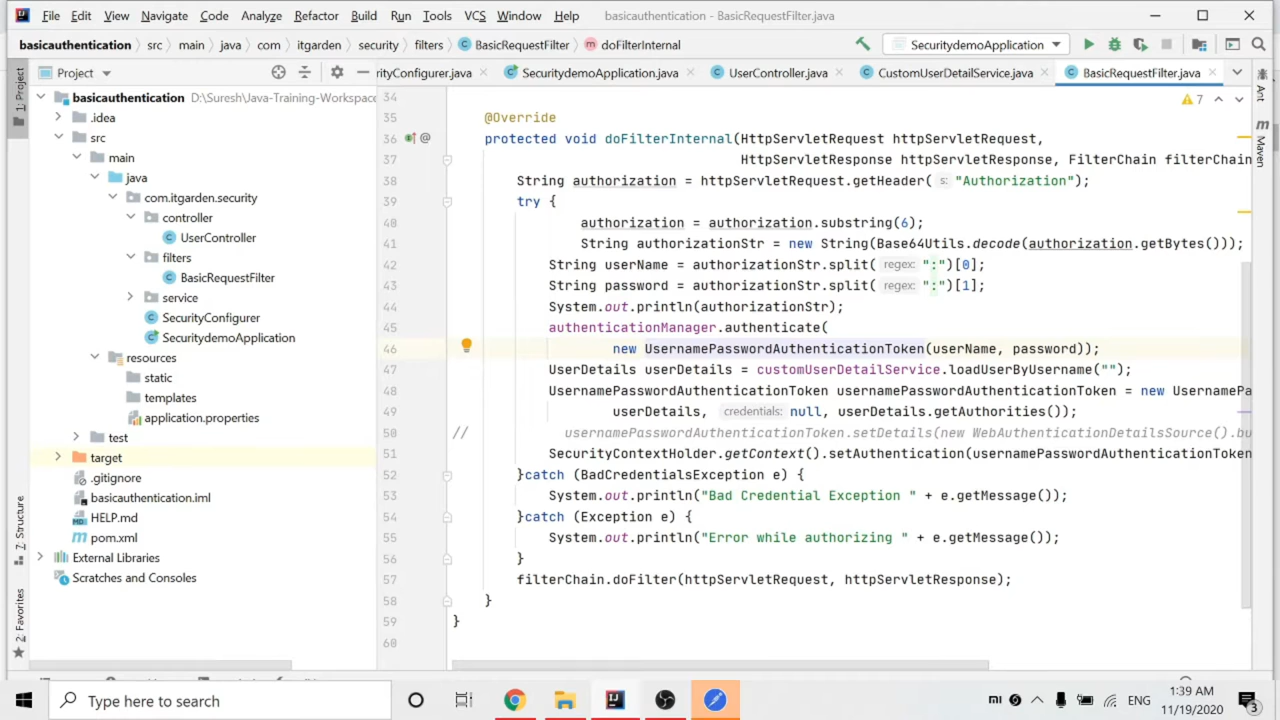 File Edit View Navigate Code Analyze Refactor Build Run Tools VCS Window Help basicauthentication - BasicRequestFilter.java
basicauthentication src main java com itgarden security filters BasicRequestFilter doFilterInternal SecuritydemoApplication
Project
rityConfigurer.java SecuritydemoApplication.java UserController.java CustomUserDetailService.java BasicRequestFilter.java
1: Project
7: Structure
2: Favorites
basicauthentication D:\Suresh\Java-Training-Workspace
.idea
src
main
java
com.itgarden.security
controller
UserController
filters
BasicRequestFilter
service
SecurityConfigurer
SecuritydemoApplication
resources
static
templates
application.properties
test
target
.gitignore
basicauthentication.iml
HELP.md
pom.xml
External Libraries
Scratches and Consoles
7
34
35 @Override
36 protected void doFilterInternal(HttpServletRequest httpServletRequest,
37 HttpServletResponse httpServletResponse, FilterChain filterChain
38 String authorization = httpServletRequest.getHeader( s: "Authorization");
39 try {
40 authorization = authorization.substring(6);
41 String authorizationStr = new String(Base64Utils.decode(authorization.getBytes()));
42 String userName = authorizationStr.split( regex: ":")[0];
43 String password = authorizationStr.split( regex: ":")[1];
44 System.out.println(authorizationStr);
45 authenticationManager.authenticate(
46 new UsernamePasswordAuthenticationToken(userName, password));
47 UserDetails userDetails = customUserDetailService.loadUserByUsername("");
48 UsernamePasswordAuthenticationToken usernamePasswordAuthenticationToken = new UsernamePa
49 userDetails, credentials: null, userDetails.getAuthorities());
50 // usernamePasswordAuthenticationToken.setDetails(new WebAuthenticationDetailsSource().bu
51 SecurityContextHolder.getContext().setAuthentication(usernamePasswordAuthenticationToken
52 }catch (BadCredentialsException e) {
53 System.out.println("Bad Credential Exception " + e.getMessage());
54 }catch (Exception e) {
55 System.out.println("Error while authorizing " + e.getMessage());
56 }
57 filterChain.doFilter(httpServletRequest, httpServletResponse);
58 }
59 }
60
Ant
Maven
Type here to search
ENG
1:39 AM
11/19/2020
3